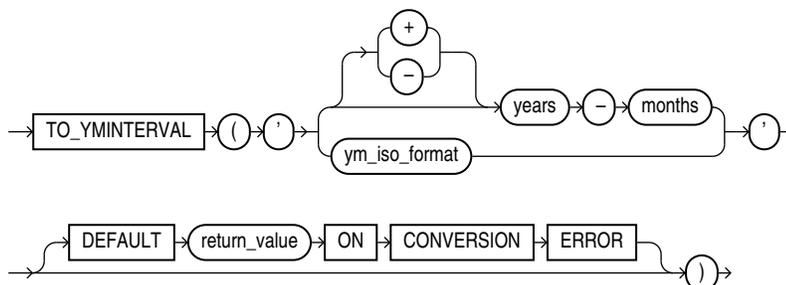 +
−
years − months
TO_YMINTERVAL ( '
'
ym_iso_format
DEFAULT return_value ON CONVERSION ERROR
)